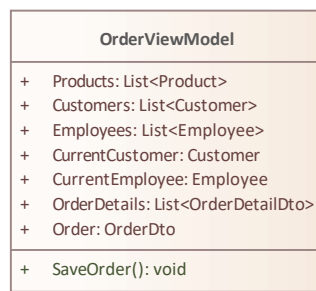 OrderViewModel
+ Products: List<Product>
+ Customers: List<Customer>
+ Employees: List<Employee>
+ CurrentCustomer: Customer
+ CurrentEmployee: Employee
+ OrderDetails: List<OrderDetailDto>
+ Order: OrderDto
+ SaveOrder(): void